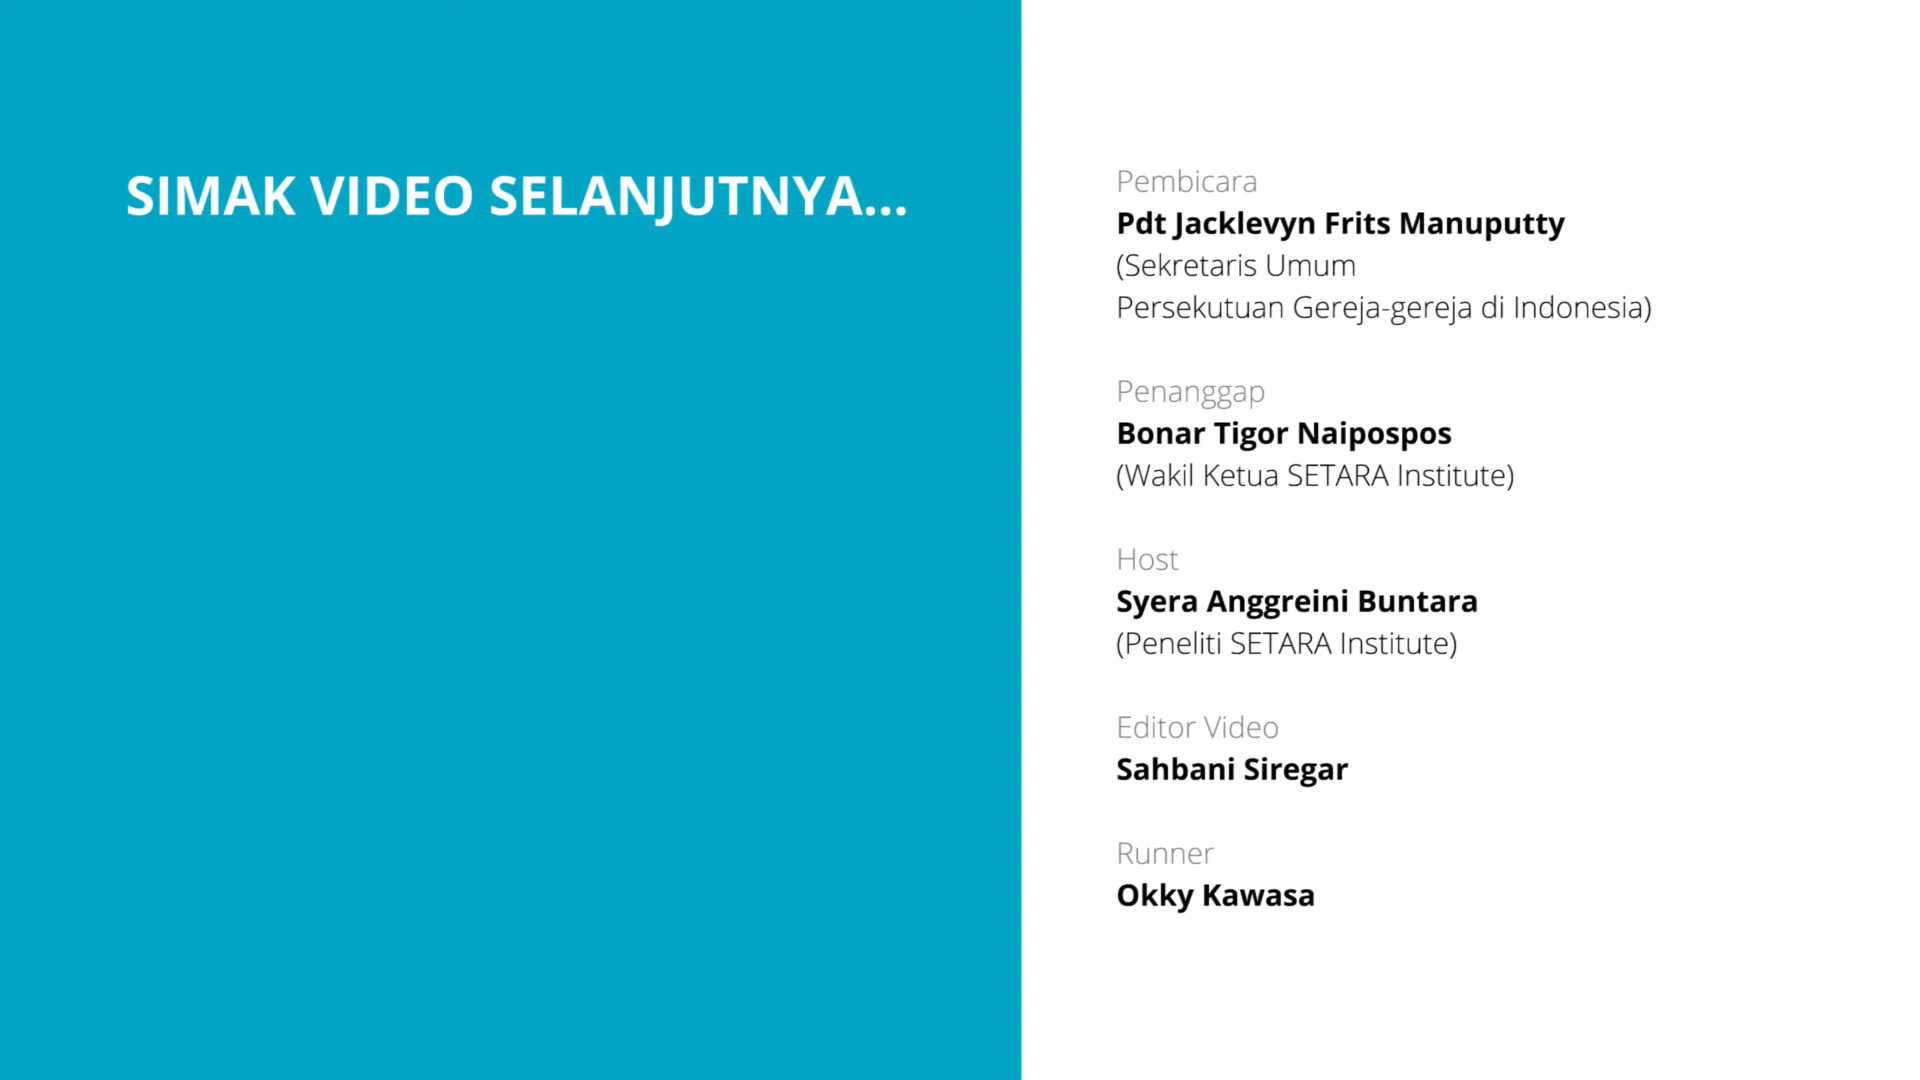 SIMAK VIDEO SELANJUTNYA...
Pembicara
Pdt Jacklevyn Frits Manuputty
(Sekretaris Umum
Persekutuan Gereja-gereja di Indonesia)
Penanggap
Bonar Tigor Naipospos
(Wakil Ketua SETARA Institute)
Host
Syera Anggreini Buntara
(Peneliti SETARA Institute)
Editor Video
Sahbani Siregar
Runner
Okky Kawasa